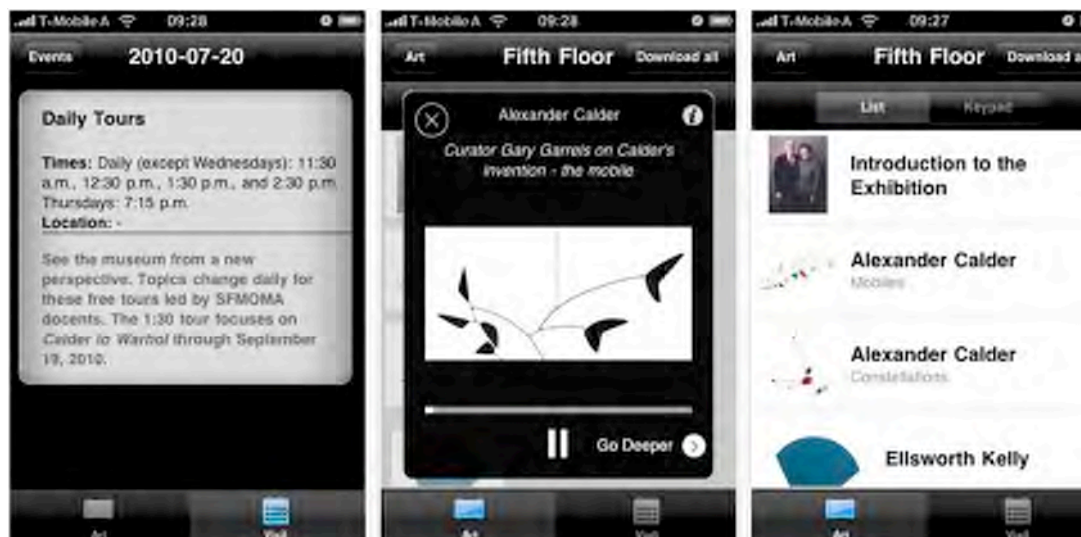 T-Mobile A 09:28
Events 2010-07-20
Daily Tours
Times: Daily (except Wednesdays): 11:30
a.m., 12:30 p.m., 1:30 p.m., and 2:30 p.m.
Thursdays: 7:15 p.m.
Location: -
See the museum from a new
perspective. Topics change daily for
these free tours led by SFMOMA
docents. The 1:30 tour focuses on
Calder to Warhol through September
19, 2010.
Art Visit
T-Mobile A 09:28
Art Fifth Floor Download all
Alexander Calder
Curator Gary Garrels on Calder's
invention - the mobile
Go Deeper
Art Visit
T-Mobile A 09:27
Art Fifth Floor Download a
List Keypad
Introduction to the
Exhibition
Alexander Calder
Mobiles
Alexander Calder
Constellations
Ellsworth Kelly
Art Visit